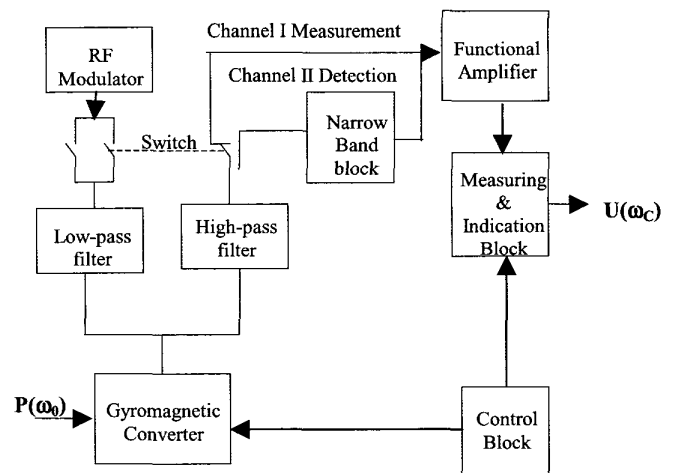 Channel I Measurement
RF
Modulator
Functional
Amplifier
Channel II Detection
Switch
Narrow
Band
block
Measuring
&
Indication
Block
U(ωC)
Low-pass
filter
High-pass
filter
P(ω0)
Gyromagnetic
Converter
Control
Block